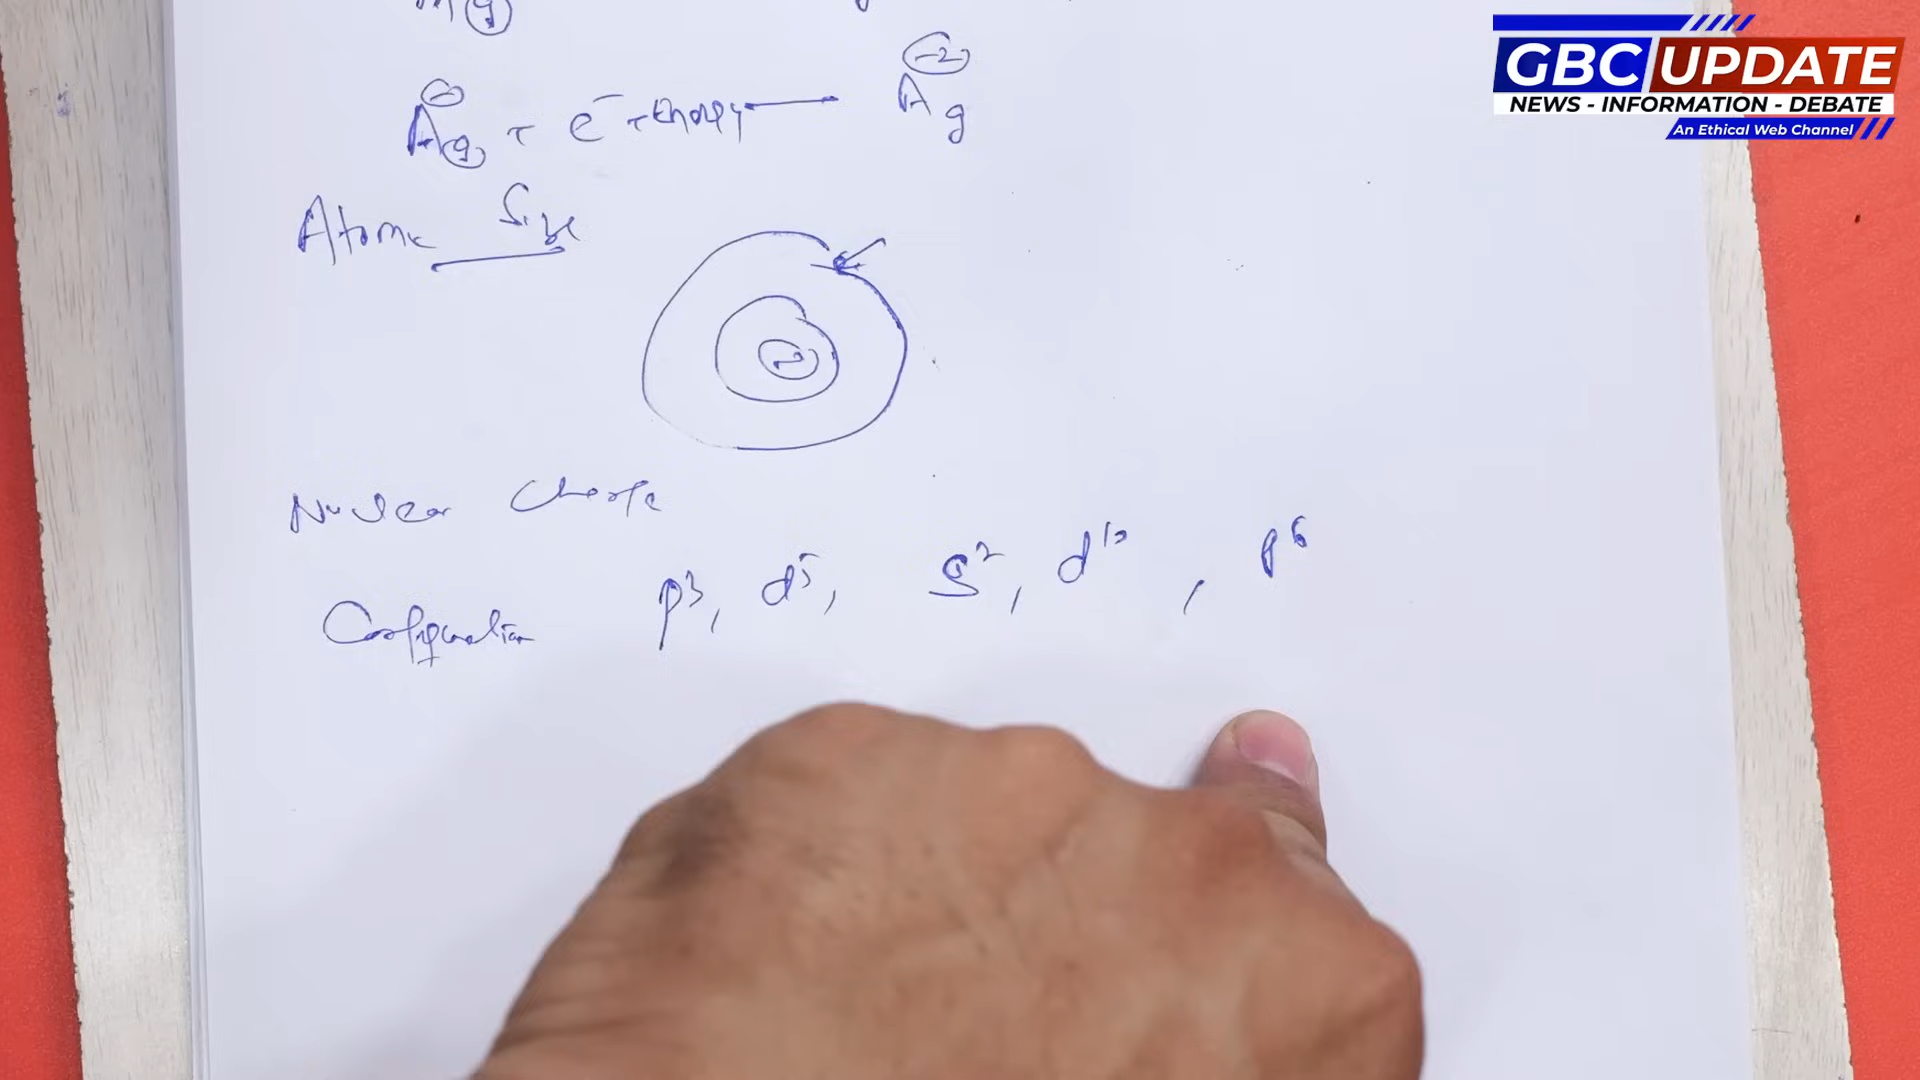 GBC UPDATE
NEWS - INFORMATION - DEBATE
An Ethical Web Channel
A⁻(g) + e⁻ + Energy → A⁻²g
Atomic Size
Nuclear Charge
Configuration p³, d⁵, s², d¹⁰, p⁶